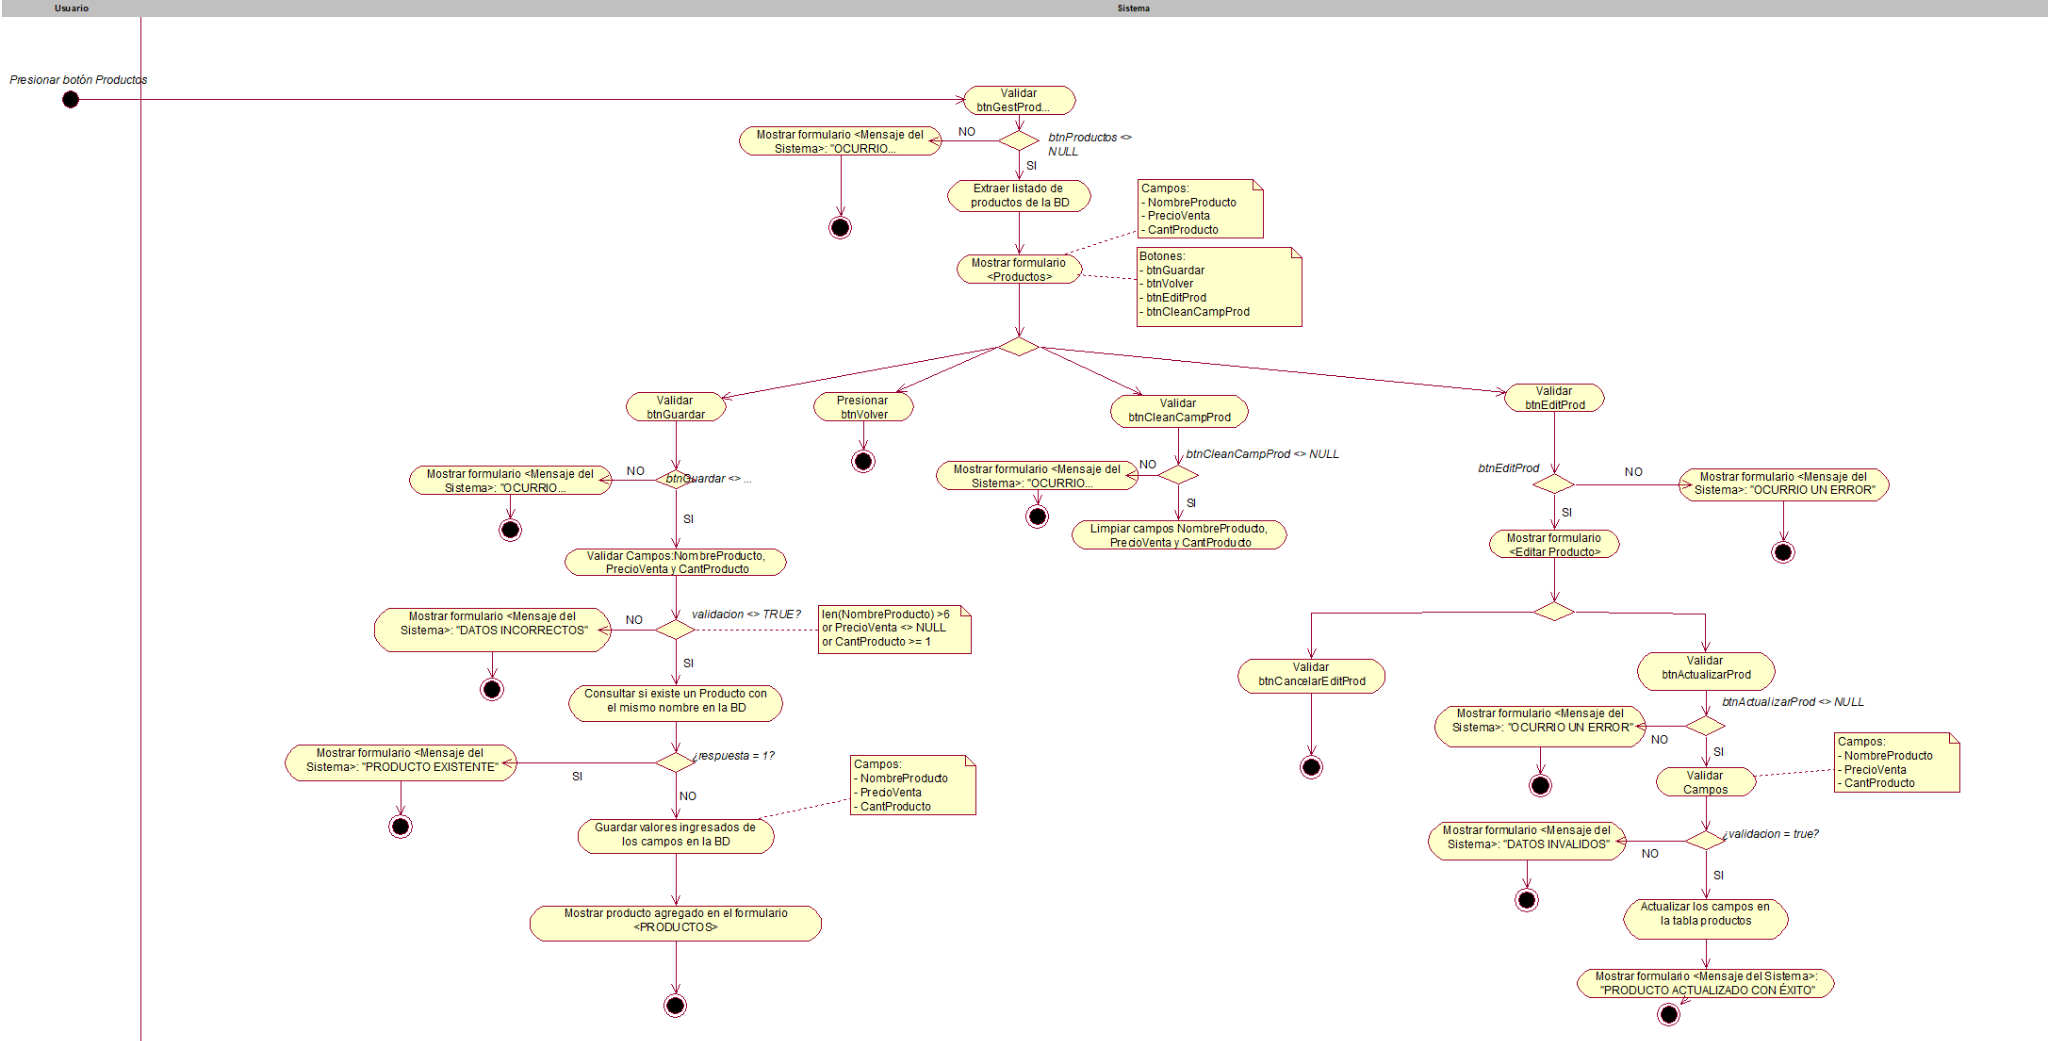 Usuario
Sistema
Presionar botón Productos
Validar
btnGestProd...
Mostrar formulario <Mensaje del
Sistema>: "OCURRIO...
NO
btnProductos <>
NULL
SI
Extraer listado de
productos de la BD
Campos:
- NombreProducto
- PrecioVenta
- CantProducto
Mostrar formulario
<Productos>
Botones:
- btnGuardar
- btnVolver
- btnEditProd
- btnCleanCampProd
Validar
btnGuardar
Presionar
btnVolver
Validar
btnCleanCampProd
Validar
btnEditProd
Mostrar formulario <Mensaje del
Sistema>: "OCURRIO...
NO
btnGuardar <> ...
SI
Mostrar formulario <Mensaje del
Sistema>: "OCURRIO...
NO
btnCleanCampProd <> NULL
SI
Limpiar campos NombreProducto,
PrecioVenta y CantProducto
btnEditProd
NO
Mostrar formulario <Mensaje del
Sistema>: "OCURRIO UN ERROR"
SI
Mostrar formulario
<Editar Producto>
Validar Campos:NombreProducto,
PrecioVenta y CantProducto
Mostrar formulario <Mensaje del
Sistema>: "DATOS INCORRECTOS"
NO
validacion <> TRUE?
len(NombreProducto) >6
or PrecioVenta <> NULL
or CantProducto >= 1
SI
Consultar si existe un Producto con
el mismo nombre en la BD
Validar
btnCancelarEditProd
Validar
btnActualizarProd
Mostrar formulario <Mensaje del
Sistema>: "OCURRIO UN ERROR"
NO
btnActualizarProd <> NULL
SI
Mostrar formulario <Mensaje del
Sistema>: "PRODUCTO EXISTENTE"
SI
¿respuesta = 1?
NO
Campos:
- NombreProducto
- PrecioVenta
- CantProducto
Validar
Campos
Campos:
- NombreProducto
- PrecioVenta
- CantProducto
Guardar valores ingresados de
los campos en la BD
Mostrar formulario <Mensaje del
Sistema>: "DATOS INVALIDOS"
NO
¿validacion = true?
SI
Mostrar producto agregado en el formulario
<PRODUCTOS>
Actualizar los campos en
la tabla productos
Mostrar formulario <Mensaje del Sistema>:
"PRODUCTO ACTUALIZADO CON ÉXITO"